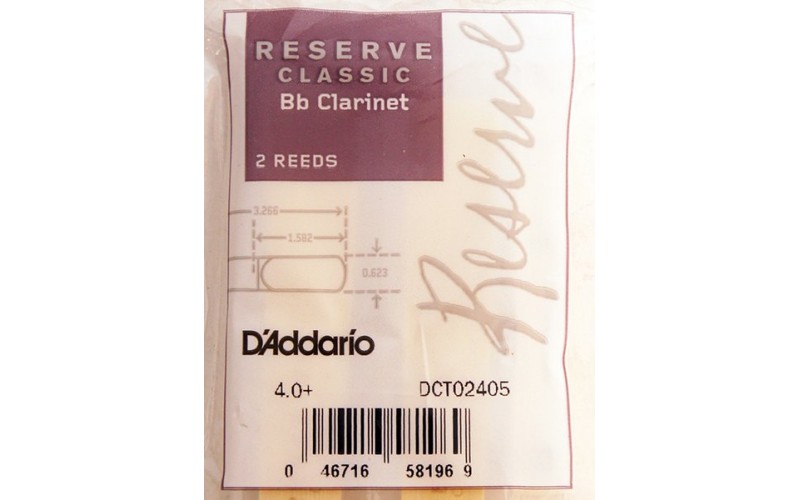 RESERVE
CLASSIC
Bb Clarinet
2 REEDS
Reserve
3.266
1.582
0.623
D'Addario
4.0+ DCT02405
0 46716 58196 9